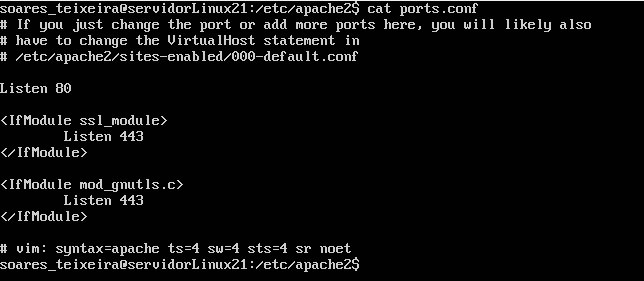 soares_teixeira@servidorLinux21:/etc/apache2$ cat ports.conf
# If you just change the port or add more ports here, you will likely also
# have to change the VirtualHost statement in
# /etc/apache2/sites-enabled/000-default.conf

Listen 80

<IfModule ssl_module>
        Listen 443
</IfModule>

<IfModule mod_gnutls.c>
        Listen 443
</IfModule>

# vim: syntax=apache ts=4 sw=4 sts=4 sr noet
soares_teixeira@servidorLinux21:/etc/apache2$